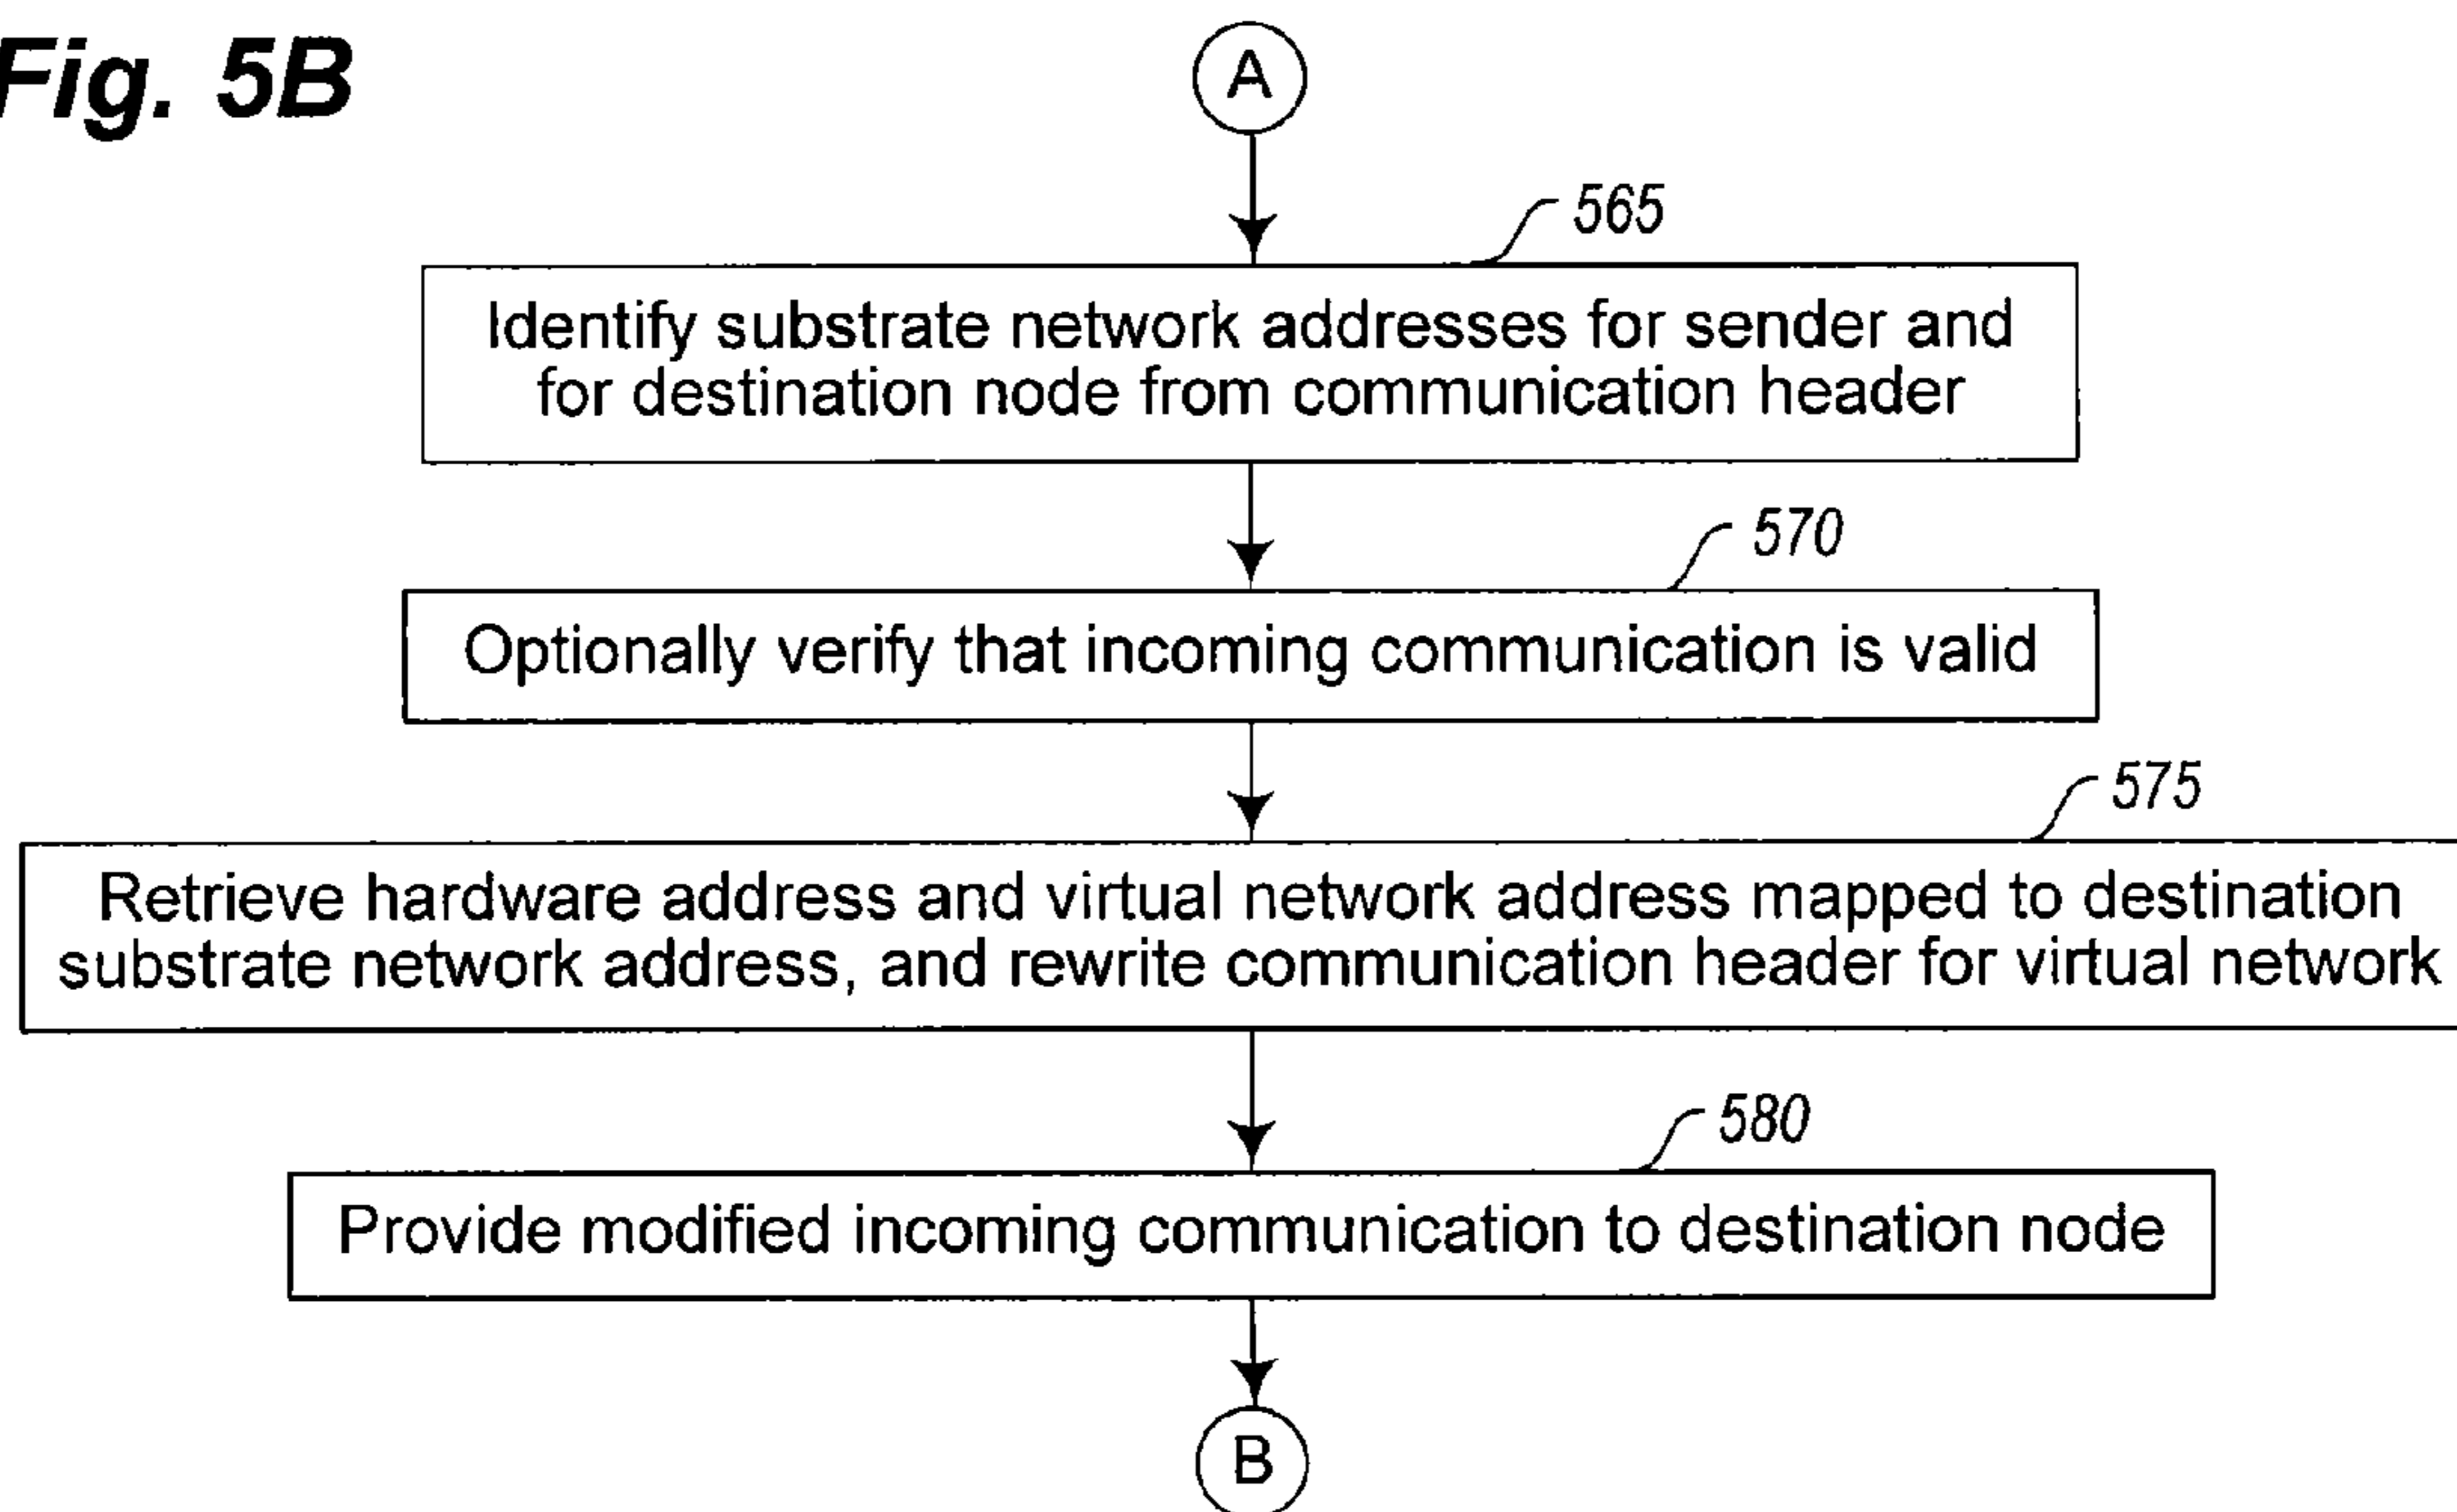 Fig. 5B
A
565
Identify substrate network addresses for sender and
for destination node from communication header
570
Optionally verify that incoming communication is valid
575
Retrieve hardware address and virtual network address mapped to destination
substrate network address, and rewrite communication header for virtual network
580
Provide modified incoming communication to destination node
B